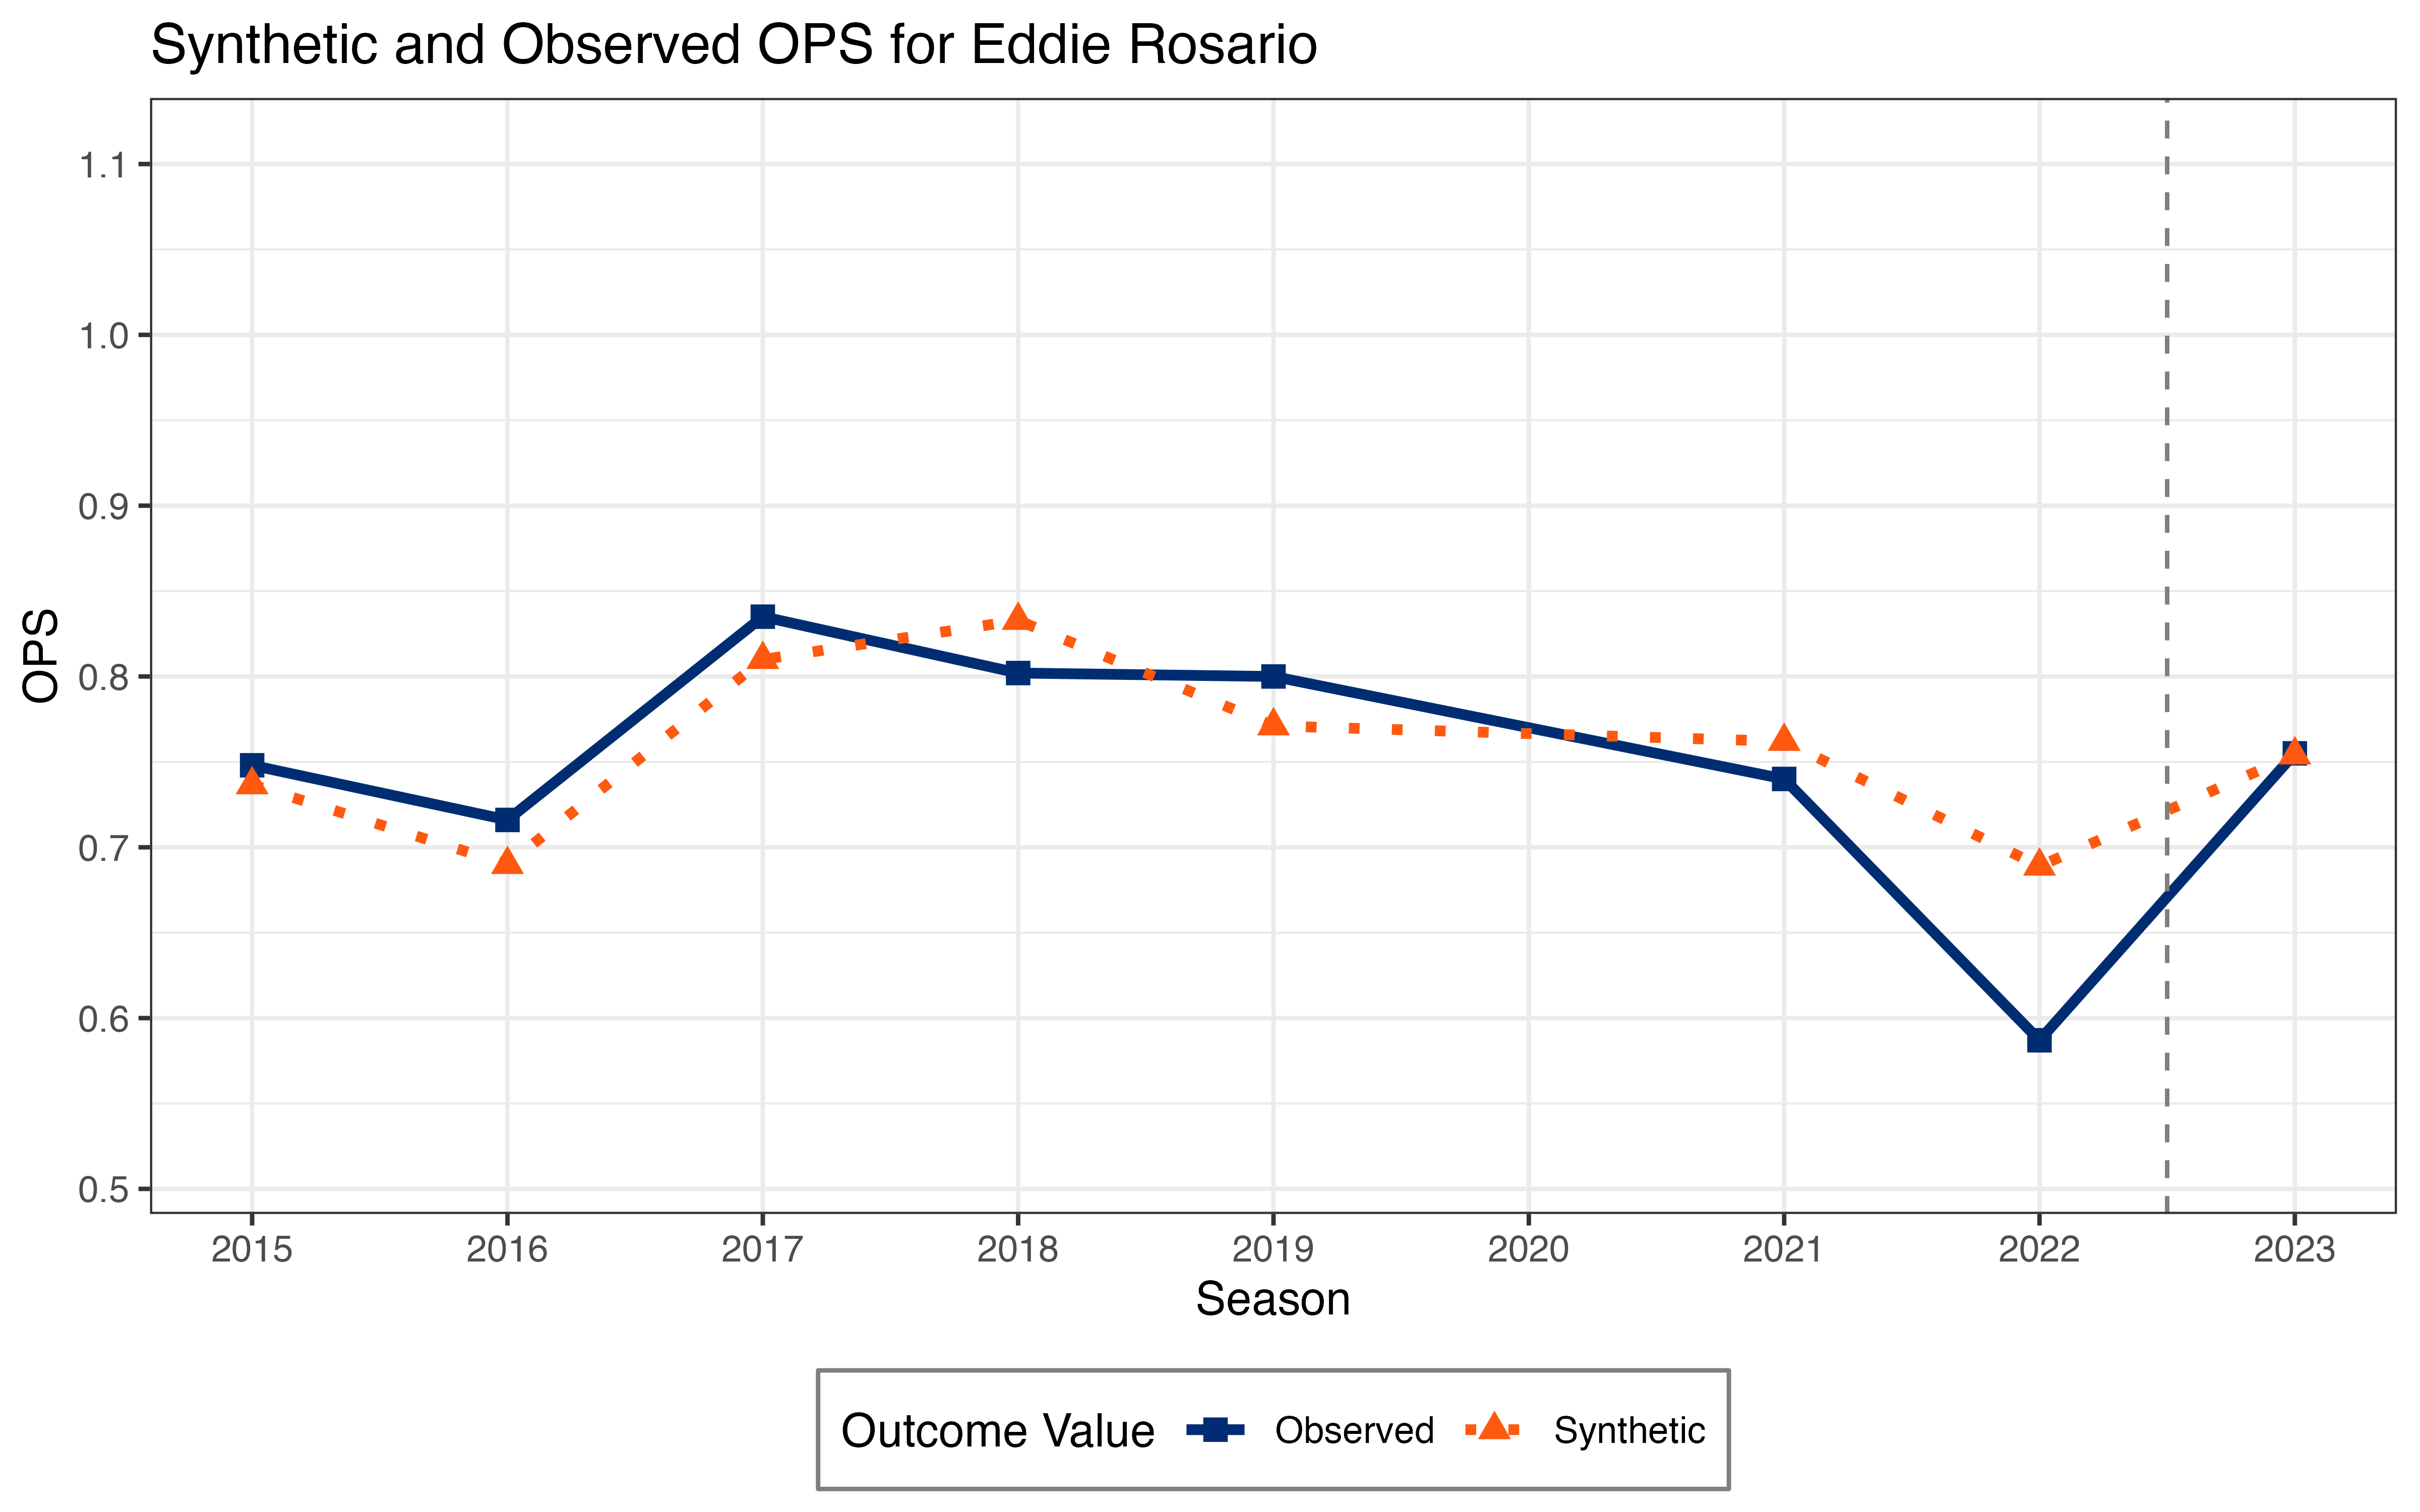 Synthetic and Observed OPS for Eddie Rosario
1.1
1.0
0.9
0.8
0.7
0.6
0.5
OPS
2015 2016 2017 2018 2019 2020 2021 2022 2023
Season
Outcome Value Observed Synthetic